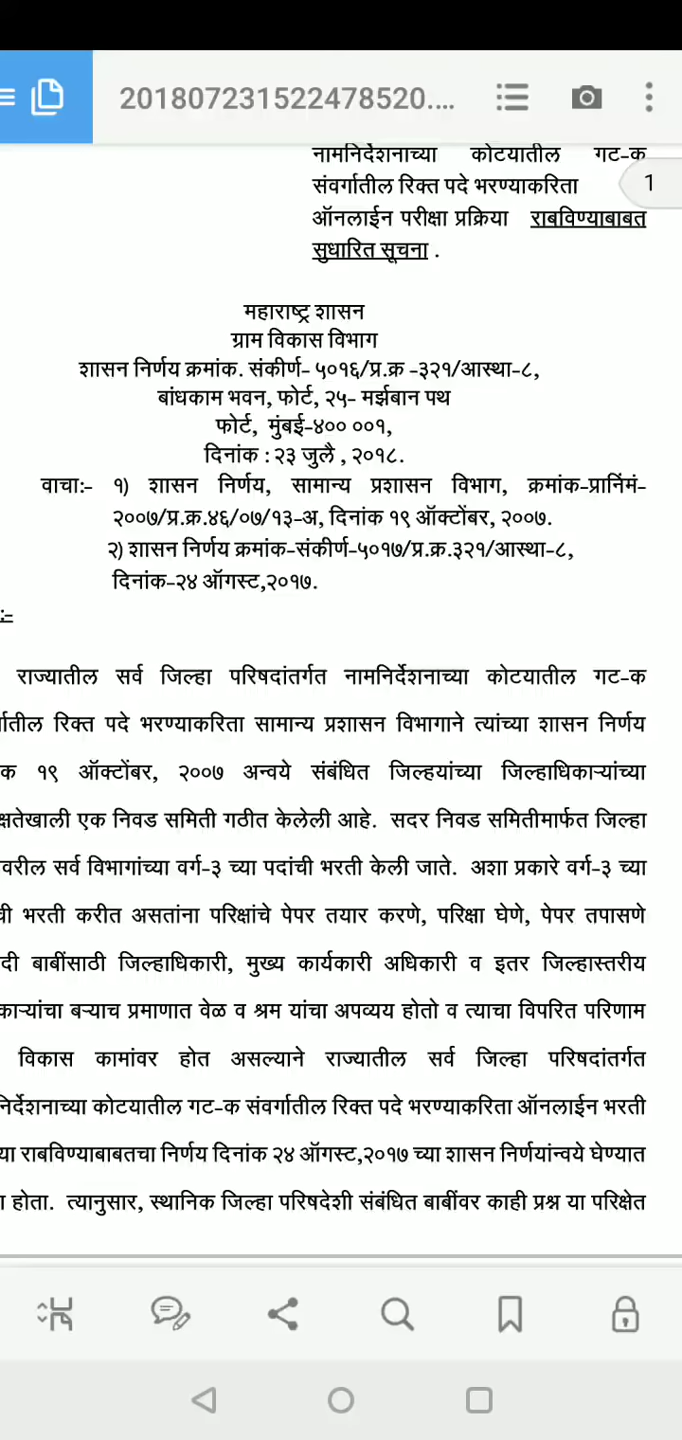 201807231522478520....
नामनिर्देशनाच्या कोटयातील गट-क
1
संवर्गातील रिक्त पदे भरण्याकरिता
ऑनलाईन परीक्षा प्रक्रिया राबविण्याबाबत
सुधारित सूचना .
महाराष्ट्र शासन
ग्राम विकास विभाग
शासन निर्णय क्रमांक. संकीर्ण- ५०१६/प्र.क्र -३२१/आस्था-८,
बांधकाम भवन, फोर्ट, २५- मर्झबान पथ
फोर्ट, मुंबई-४०० ००१,
दिनांक : २३ जुलै , २०१८.
वाचा:- १) शासन निर्णय, सामान्य प्रशासन विभाग, क्रमांक-प्रानिंमं-
२००७/प्र.क्र.४६/०७/१३-अ, दिनांक १९ ऑक्टोंबर, २००७.
२) शासन निर्णय क्रमांक-संकीर्ण-५०१७/प्र.क्र.३२१/आस्था-८,
दिनांक-२४ ऑगस्ट,२०१७.
:-
राज्यातील सर्व जिल्हा परिषदांतर्गत नामनिर्देशनाच्या कोटयातील गट-क
र्गातील रिक्त पदे भरण्याकरिता सामान्य प्रशासन विभागाने त्यांच्या शासन निर्णय
क १९ ऑक्टोंबर, २००७ अन्वये संबंधित जिल्हयांच्या जिल्हाधिकाऱ्यांच्या
क्षतेखाली एक निवड समिती गठीत केलेली आहे. सदर निवड समितीमार्फत जिल्हा
वरील सर्व विभागांच्या वर्ग-३ च्या पदांची भरती केली जाते. अशा प्रकारे वर्ग-३ च्या
ची भरती करीत असतांना परिक्षांचे पेपर तयार करणे, परिक्षा घेणे, पेपर तपासणे
दी बाबींसाठी जिल्हाधिकारी, मुख्य कार्यकारी अधिकारी व इतर जिल्हास्तरीय
काऱ्यांचा बऱ्याच प्रमाणात वेळ व श्रम यांचा अपव्यय होतो व त्याचा विपरित परिणाम
विकास कामांवर होत असल्याने राज्यातील सर्व जिल्हा परिषदांतर्गत
निर्देशनाच्या कोटयातील गट-क संवर्गातील रिक्त पदे भरण्याकरिता ऑनलाईन भरती
या राबविण्याबाबतचा निर्णय दिनांक २४ ऑगस्ट,२०१७ च्या शासन निर्णयांन्वये घेण्यात
ा होता. त्यानुसार, स्थानिक जिल्हा परिषदेशी संबंधित बाबींवर काही प्रश्न या परिक्षेत